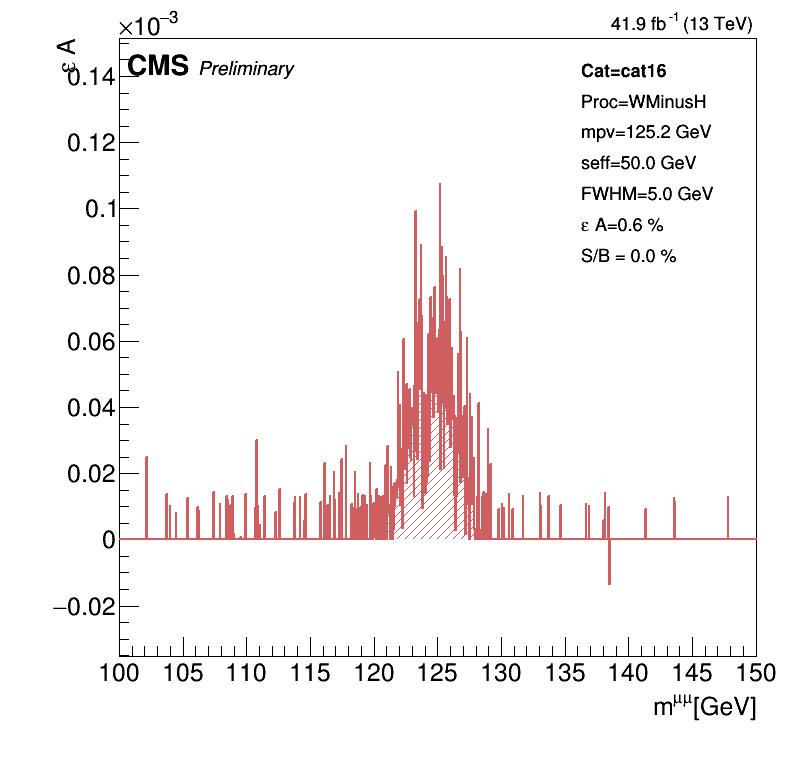 ×10⁻³
41.9 fb⁻¹ (13 TeV)
ε A
CMS Preliminary
Cat=cat16
Proc=WMinusH
mpv=125.2 GeV
seff=50.0 GeV
FWHM=5.0 GeV
ε A=0.6 %
S/B = 0.0 %
0.14
0.12
0.1
0.08
0.06
0.04
0.02
0
−0.02
100 105 110 115 120 125 130 135 140 145 150
m^μμ[GeV]